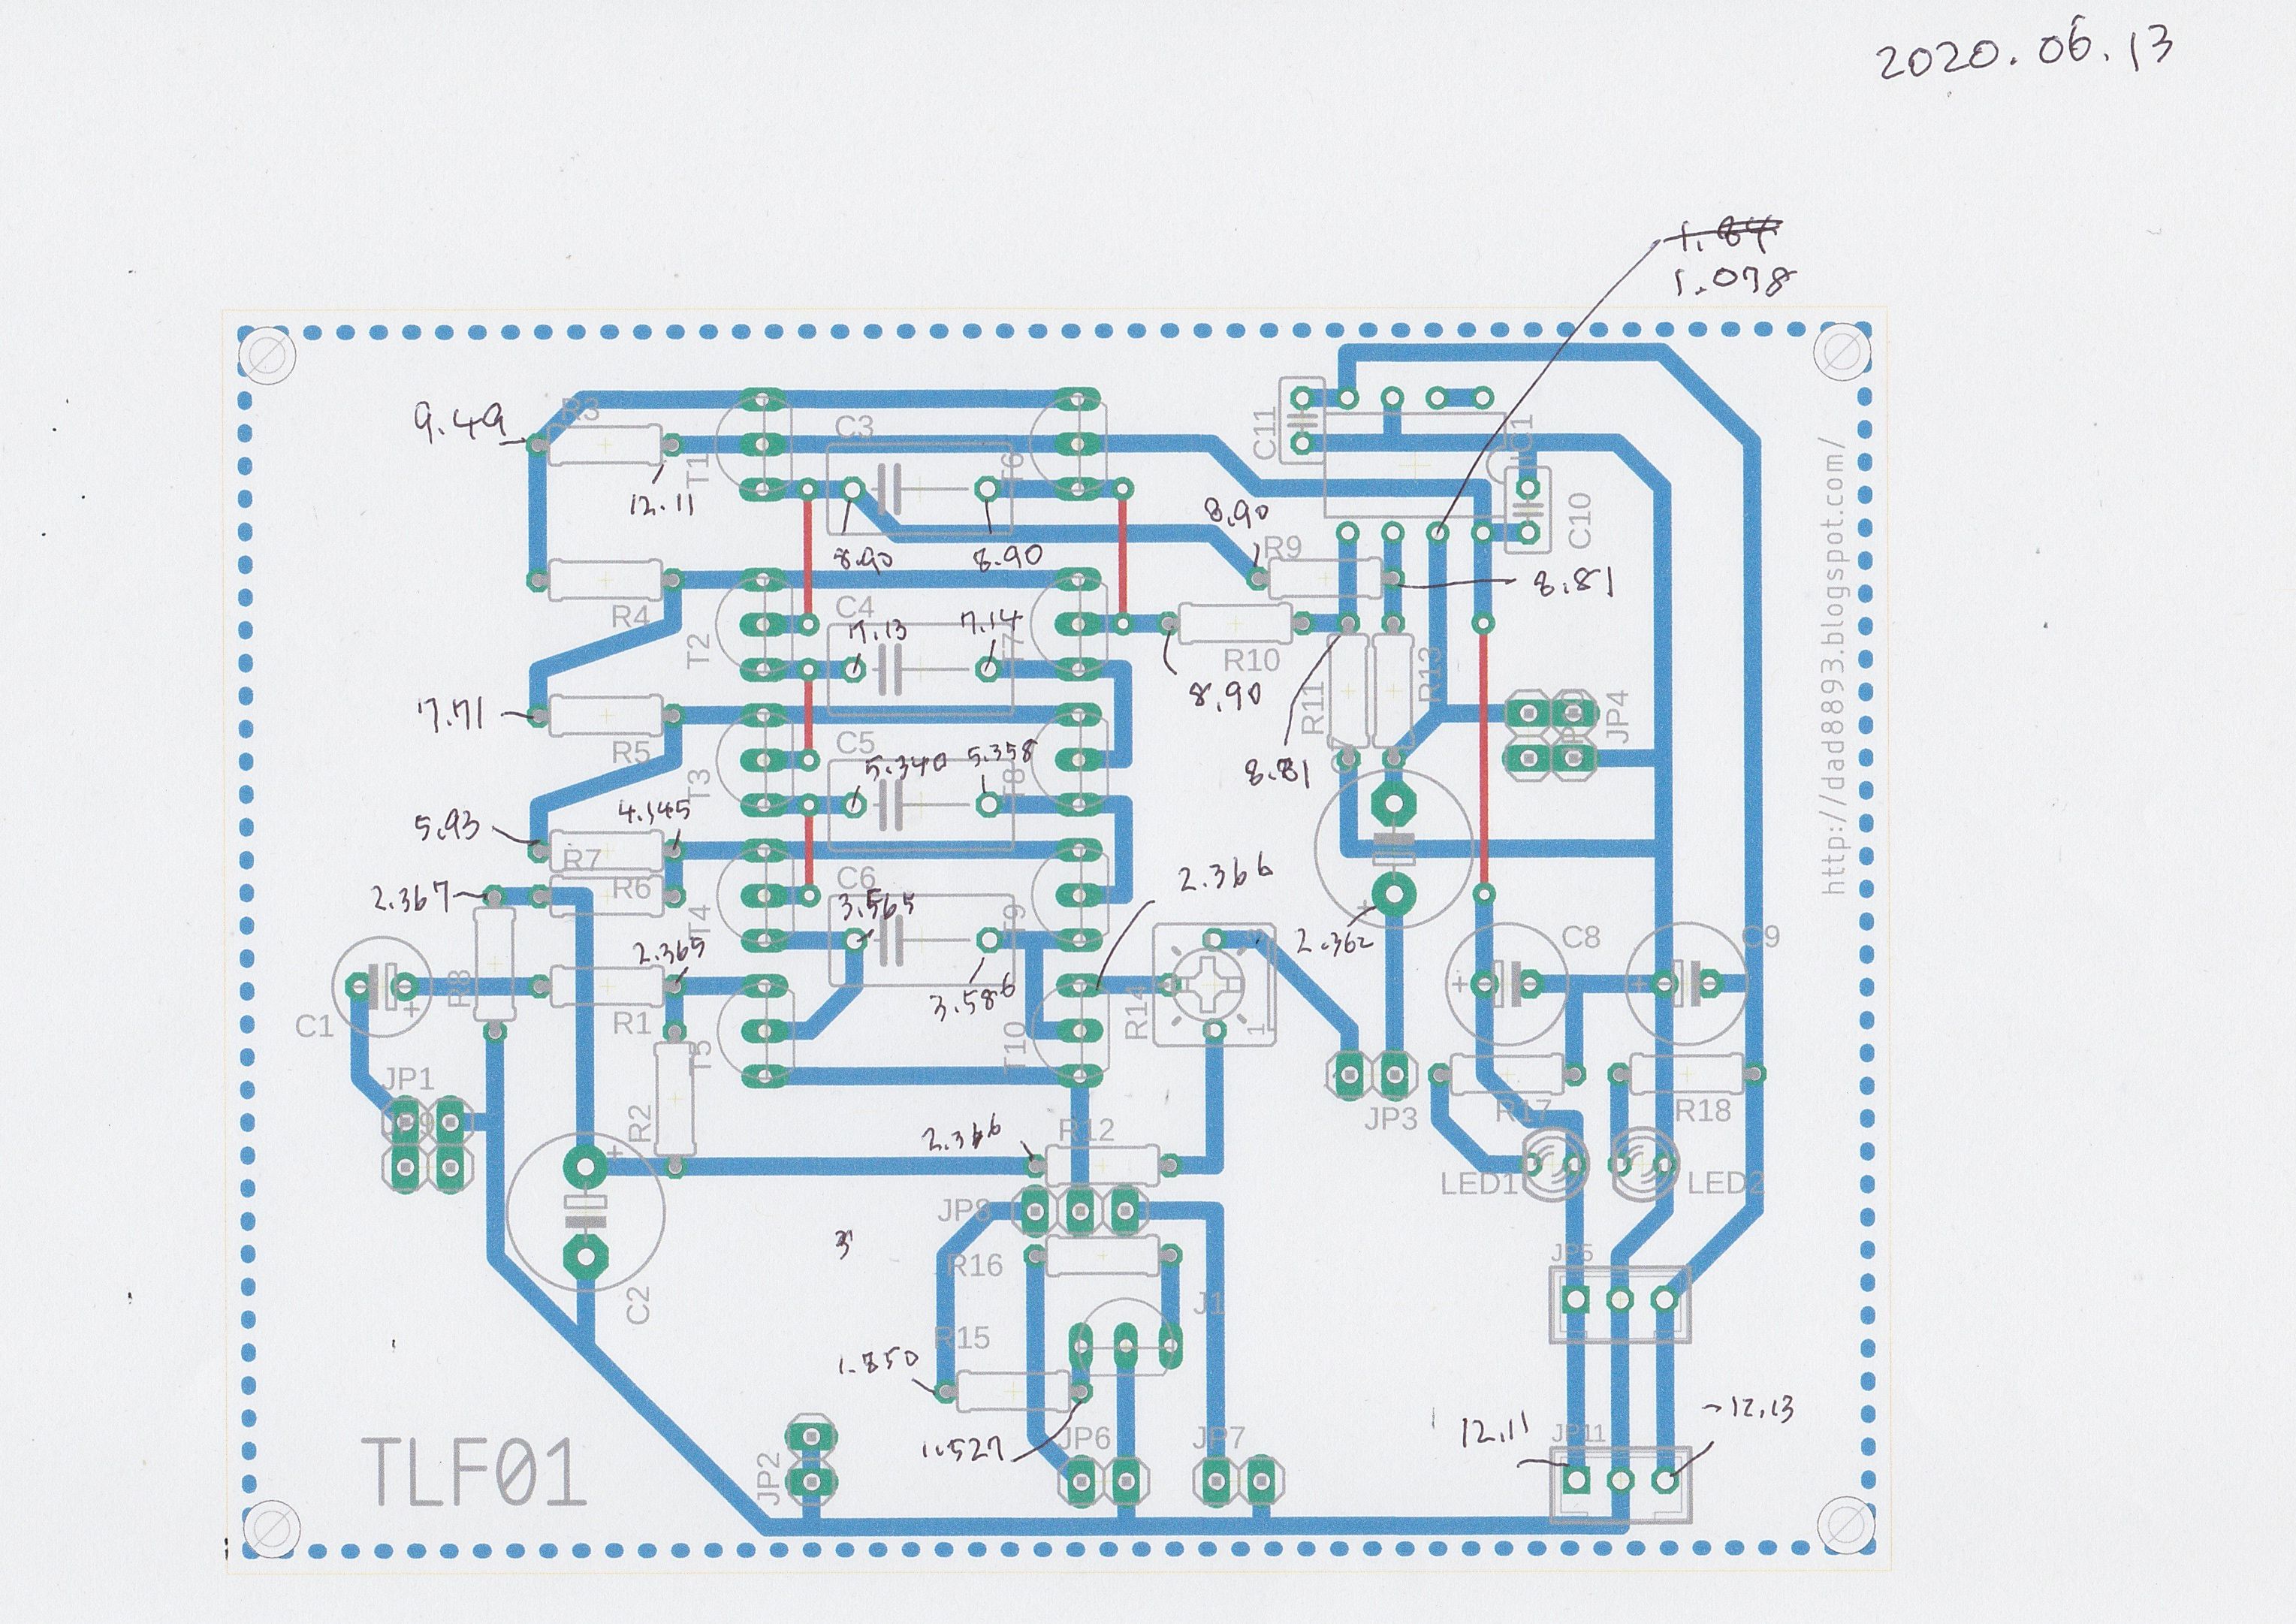 2020.06.13
1.84
1.078
R3
9.49
C3
T1
T6
12.11
C11
IC1
C10
8.90
8.90
8.90
R9
8.81
R4
C4
7.13
7.14
T2
T7
R10
8.90
R11
R13
JP4
7.71
R5
C5
5.340
5.358
T3
T8
8.81
5.93
4.145
R7
R6
C6
2.367
3.565
T4
T9
2.366
2.362
C8
C9
2.365
R8
C1
R1
3.586
T5
T10
R14
1
JP1
R2
JP3
R17
R18
2.366
R12
LED1
LED2
JP8
3
R16
JP5
C2
J1
R15
1.850
TLF01
JP2
1.527
JP6
JP7
12.11
JP11
12.13
http://dad8893.blogspot.com/